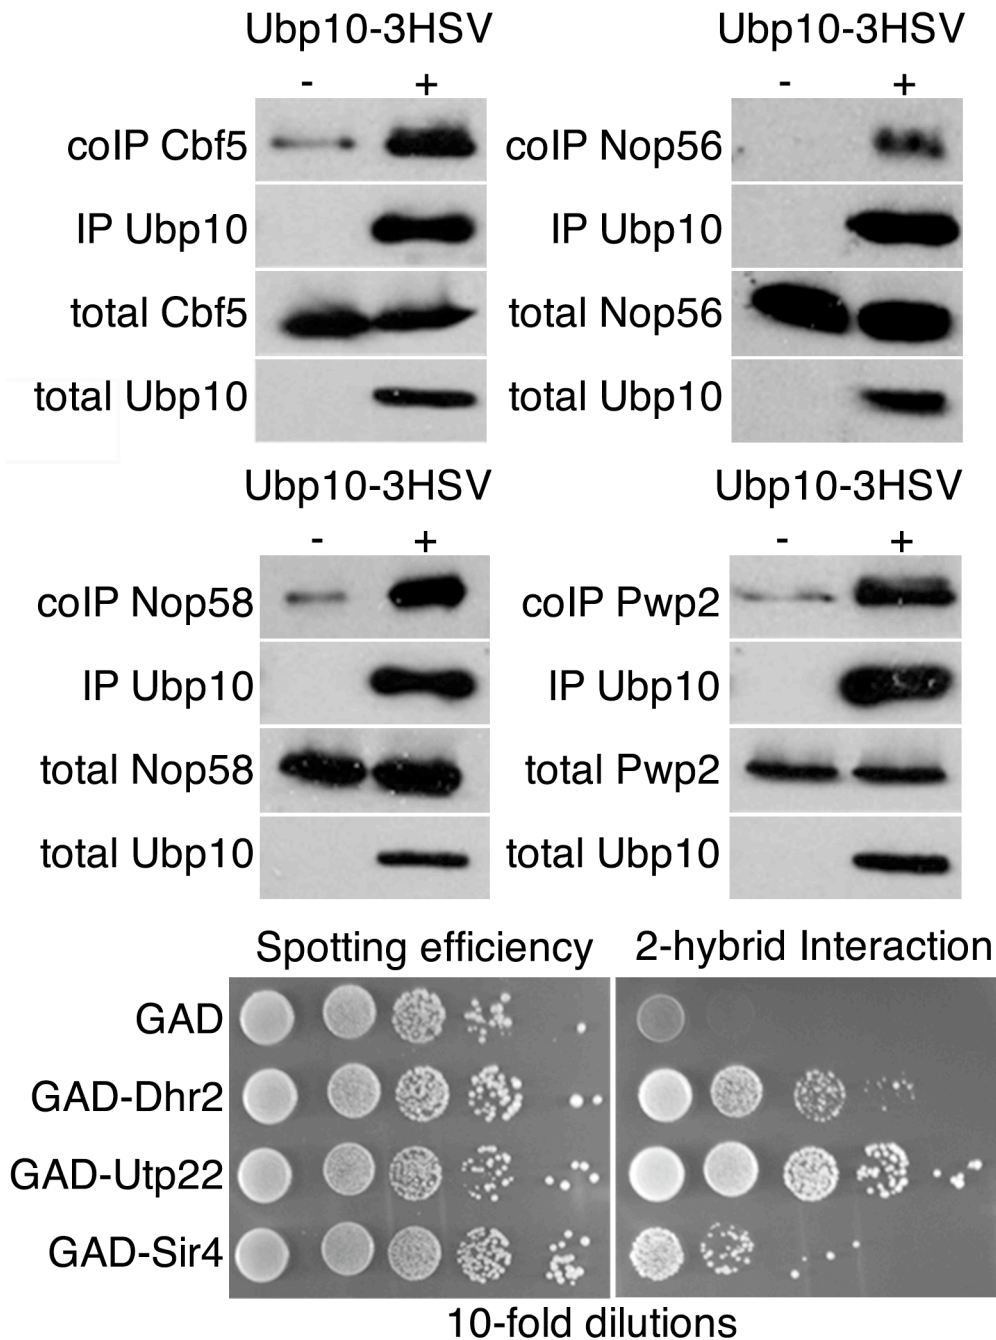 Ubp10-3HSV
- +
coIP Cbf5
IP Ubp10
total Cbf5
total Ubp10
Ubp10-3HSV
- +
coIP Nop56
IP Ubp10
total Nop56
total Ubp10
Ubp10-3HSV
- +
coIP Nop58
IP Ubp10
total Nop58
total Ubp10
Ubp10-3HSV
- +
coIP Pwp2
IP Ubp10
total Pwp2
total Ubp10
Spotting efficiency
2-hybrid Interaction
GAD
GAD-Dhr2
GAD-Utp22
GAD-Sir4
10-fold dilutions